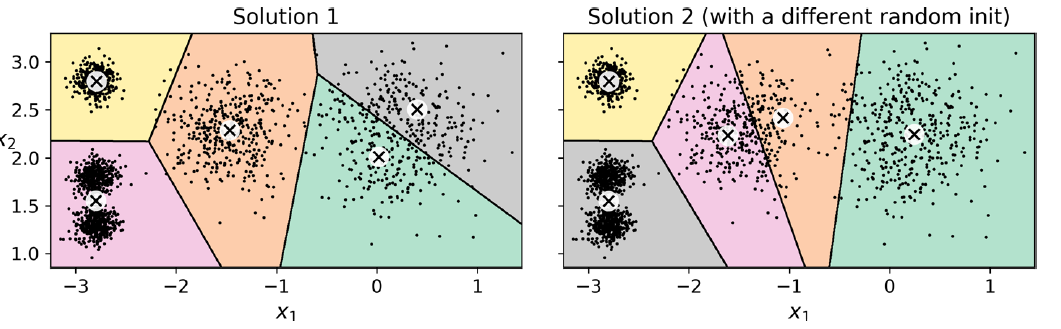 Solution 1
Solution 2 (with a different random init)
3.0
2.5
x2
2.0
1.5
1.0
−3 −2 −1 0 1
−3 −2 −1 0 1
x1
x1